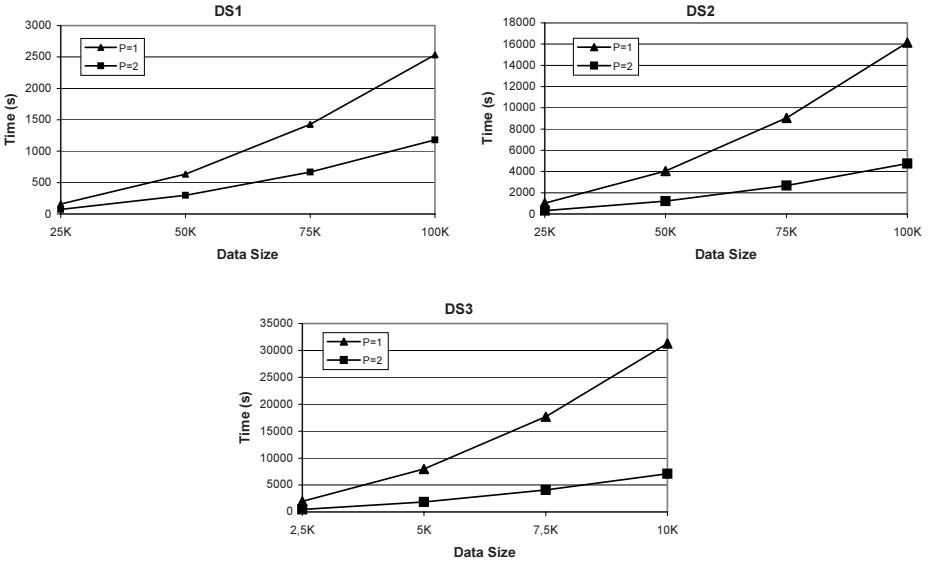 DS1
3000
2500
2000
1500
1000
500
0
Time (s)
P=1
P=2
25K 50K 75K 100K
Data Size
DS2
18000
16000
14000
12000
10000
8000
6000
4000
2000
0
Time (s)
P=1
P=2
25K 50K 75K 100K
Data Size
DS3
35000
30000
25000
20000
15000
10000
5000
0
Time (s)
P=1
P=2
2,5K 5K 7,5K 10K
Data Size